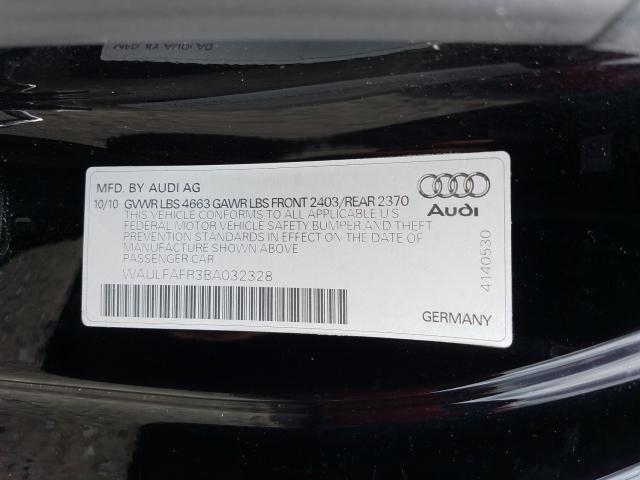 MFD. BY AUDI AG
10/10 GVWR LBS 4663 GAWR LBS FRONT 2403/REAR 2370
THIS VEHICLE CONFORMS TO ALL APPLICABLE U.S
FEDERAL MOTOR VEHICLE SAFETY, BUMPER AND THEFT
PREVENTION STANDARDS IN EFFECT ON THE DATE OF
MANUFACTURE SHOWN ABOVE
PASSENGER CAR
WAULFAFR3BA032328
Audi
4140530
GERMANY